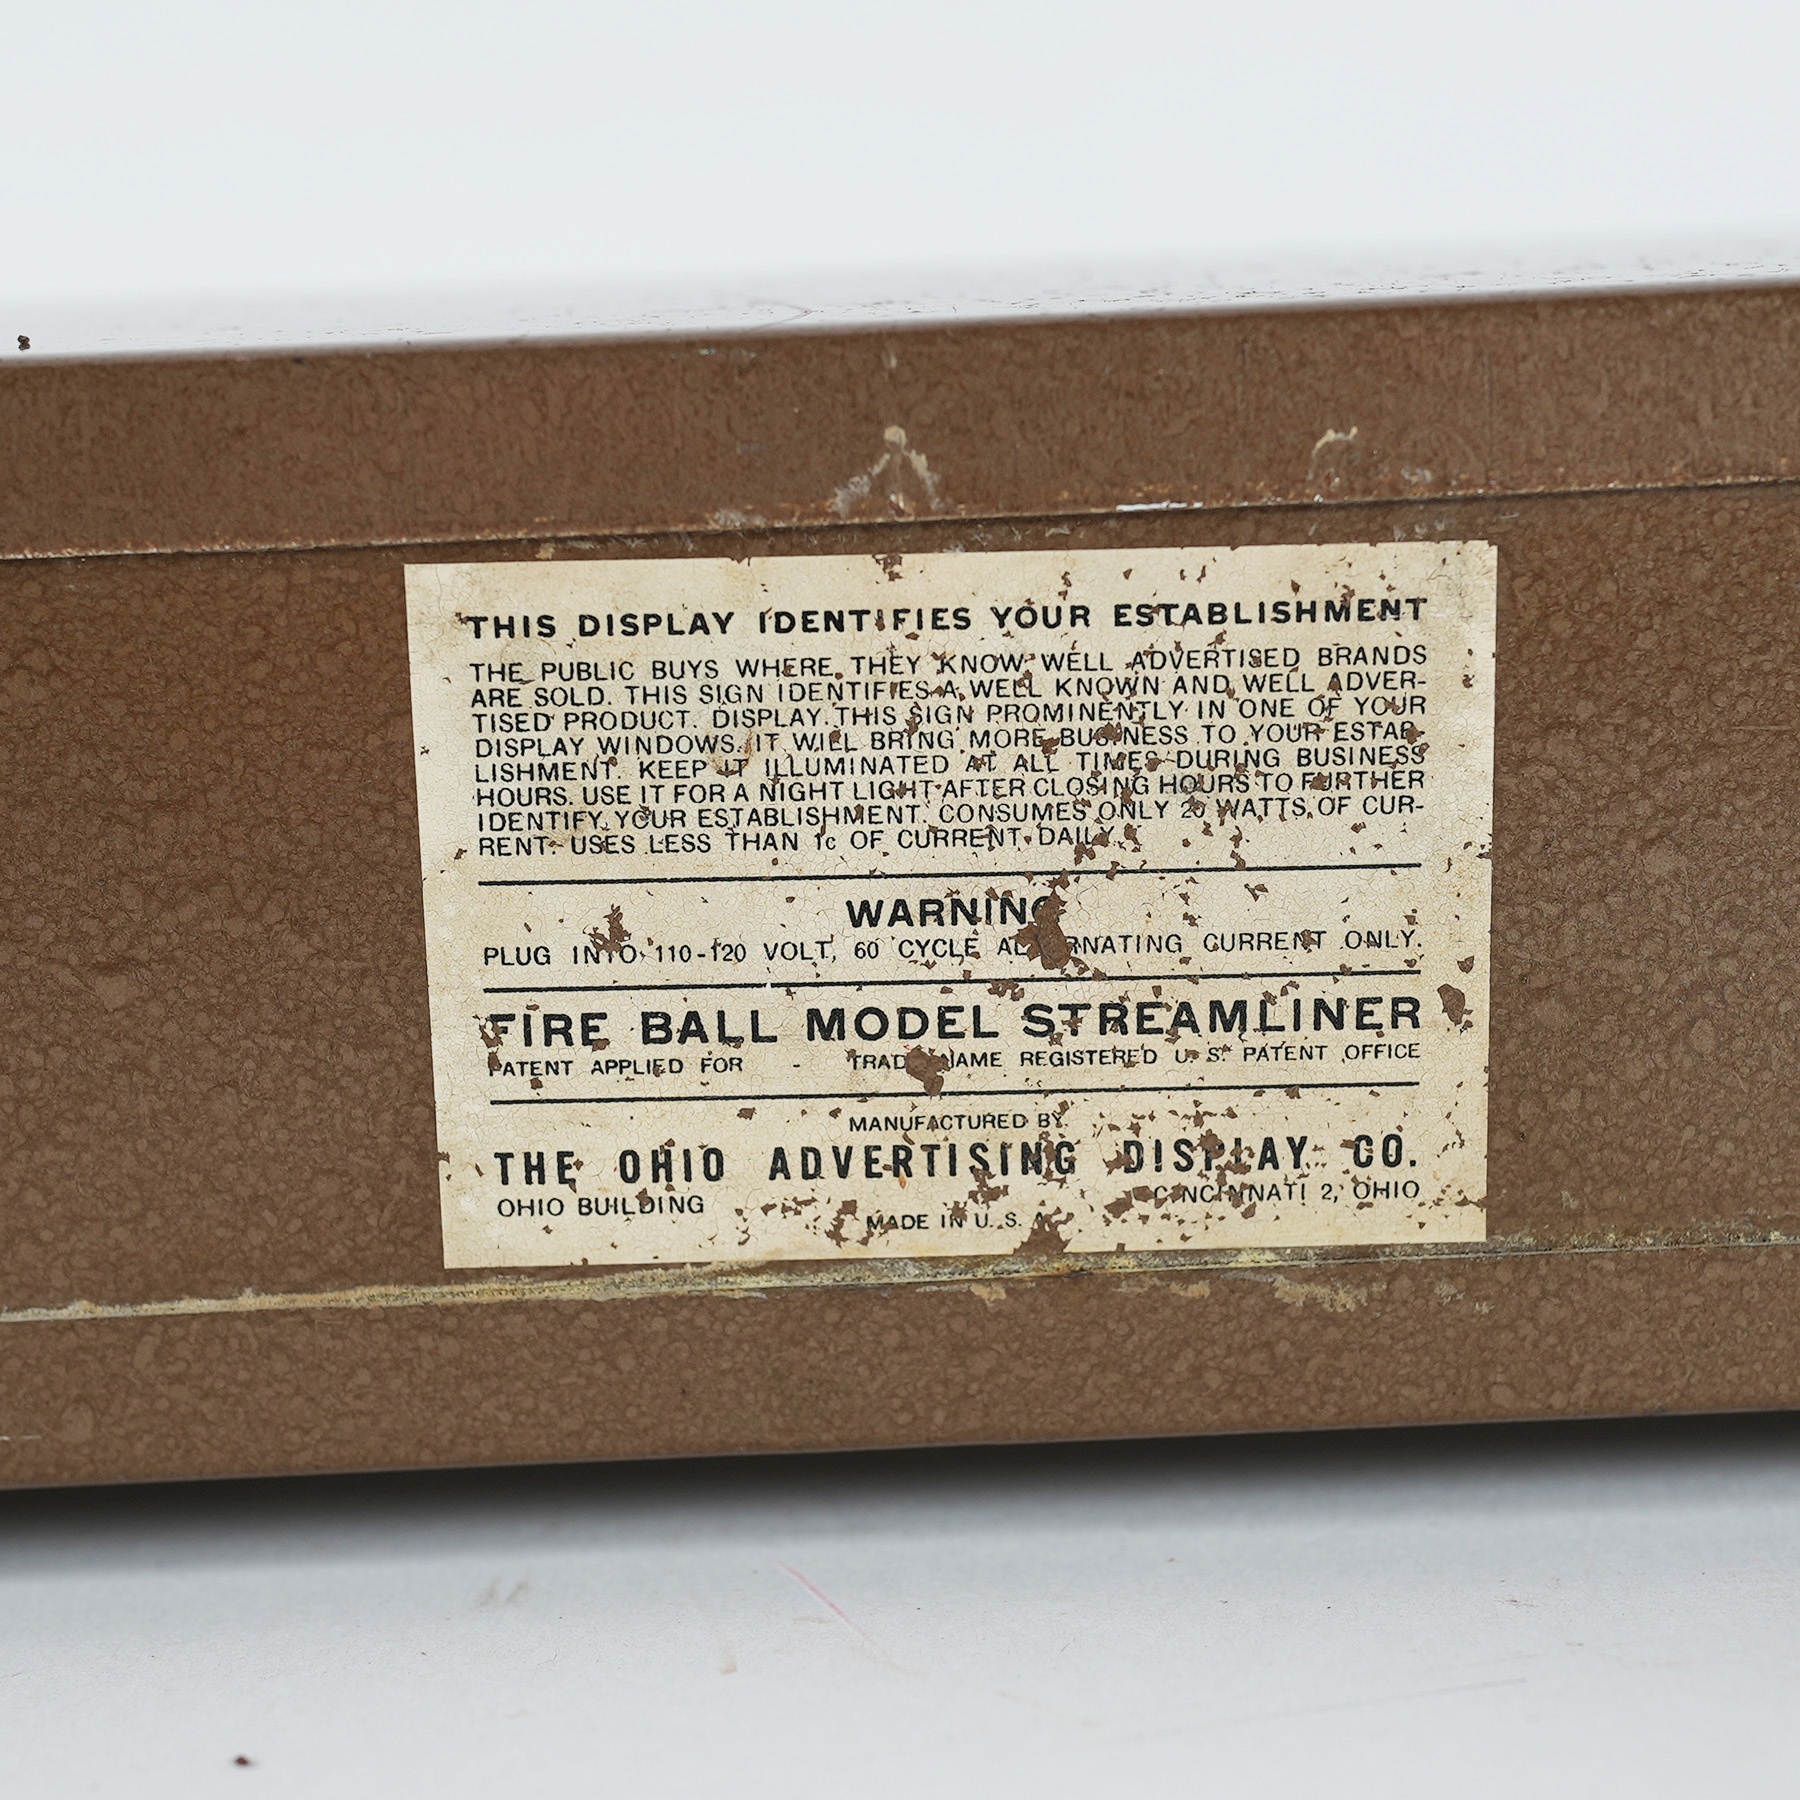 THIS DISPLAY IDENTIFIES YOUR ESTABLISHMENT
THE PUBLIC BUYS WHERE THEY KNOW WELL ADVERTISED BRANDS
ARE SOLD. THIS SIGN IDENTIFIES A WELL KNOWN AND WELL ADVER-
TISED PRODUCT. DISPLAY THIS SIGN PROMINENTLY IN ONE OF YOUR
DISPLAY WINDOWS. IT WILL BRING MORE BUSINESS TO YOUR ESTAB-
LISHMENT. KEEP IT ILLUMINATED AT ALL TIMES DURING BUSINESS
HOURS. USE IT FOR A NIGHT LIGHT AFTER CLOSING HOURS TO FURTHER
IDENTIFY YOUR ESTABLISHMENT. CONSUMES ONLY 20 WATTS OF CUR-
RENT. USES LESS THAN 1c OF CURRENT DAILY.
WARNING
PLUG INTO 110-120 VOLT, 60 CYCLE ALTERNATING CURRENT ONLY.
FIRE BALL MODEL STREAMLINER
PATENT APPLIED FOR - TRADE NAME REGISTERED U. S. PATENT OFFICE
MANUFACTURED BY
THE OHIO ADVERTISING DISPLAY CO.
OHIO BUILDING CINCINNATI 2, OHIO
MADE IN U. S. A.